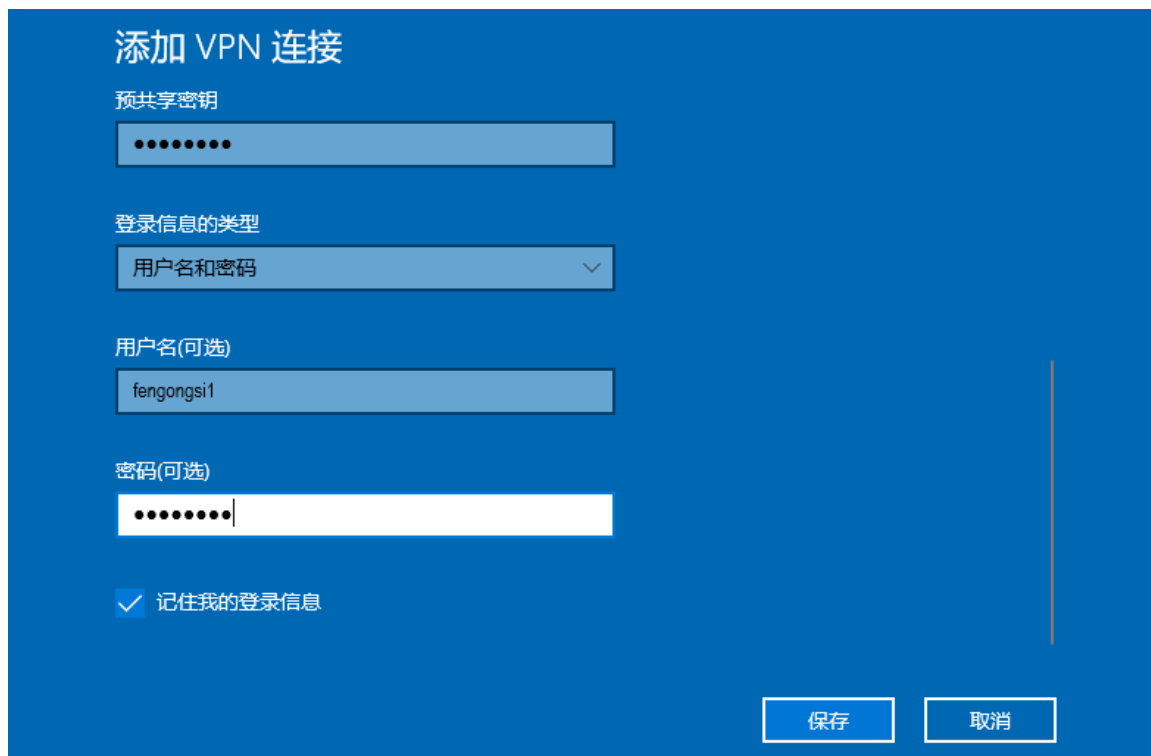 添加 VPN 连接
预共享密钥
●●●●●●●●
登录信息的类型
用户名和密码
用户名(可选)
fengongsi1
密码(可选)
●●●●●●●●
记住我的登录信息
保存
取消